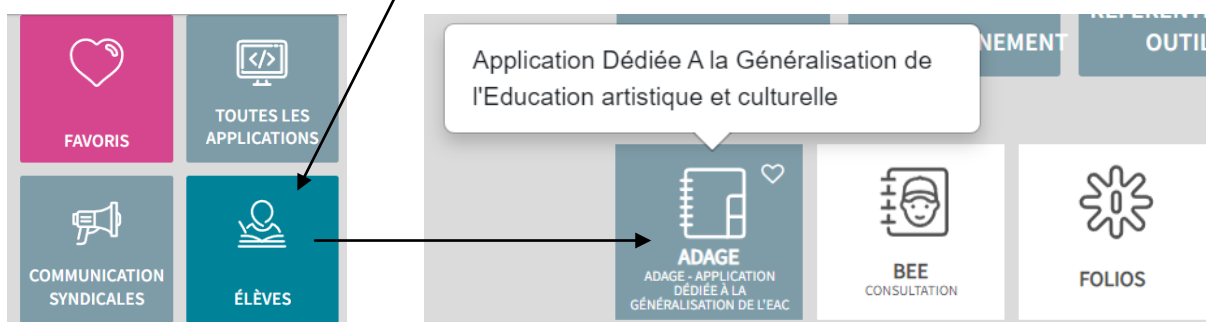 FAVORIS
TOUTES LES
APPLICATIONS
COMMUNICATION
SYNDICALES
ÉLÈVES
NEMENT
OUTIL
Application Dédiée A la Généralisation de
l'Education artistique et culturelle
ADAGE
ADAGE - APPLICATION
DÉDIÉE À LA
GÉNÉRALISATION DE L'EAC
BEE
CONSULTATION
FOLIOS